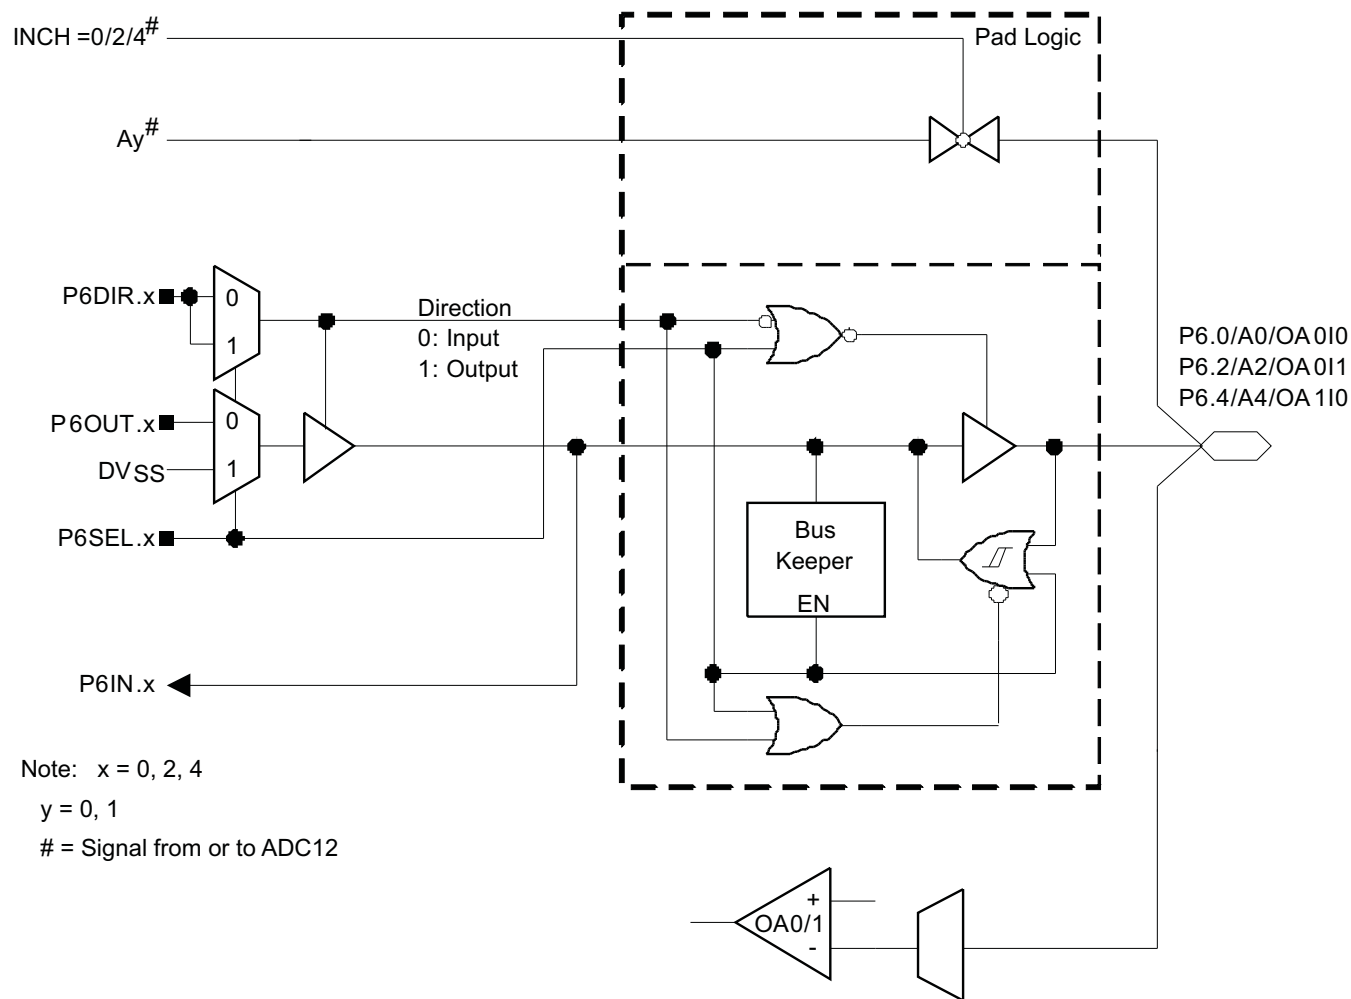 INCH =0/2/4#
Pad Logic
Ay#
P6DIR.x
0
1
Direction
0: Input
1: Output
P6.0/A0/OA0I0
P6.2/A2/OA0I1
P6.4/A4/OA1I0
P6OUT.x
0
DVSS
1
P6SEL.x
Bus
Keeper
EN
P6IN.x
Note: x = 0, 2, 4
y = 0, 1
# = Signal from or to ADC12
+
OA0/1
-